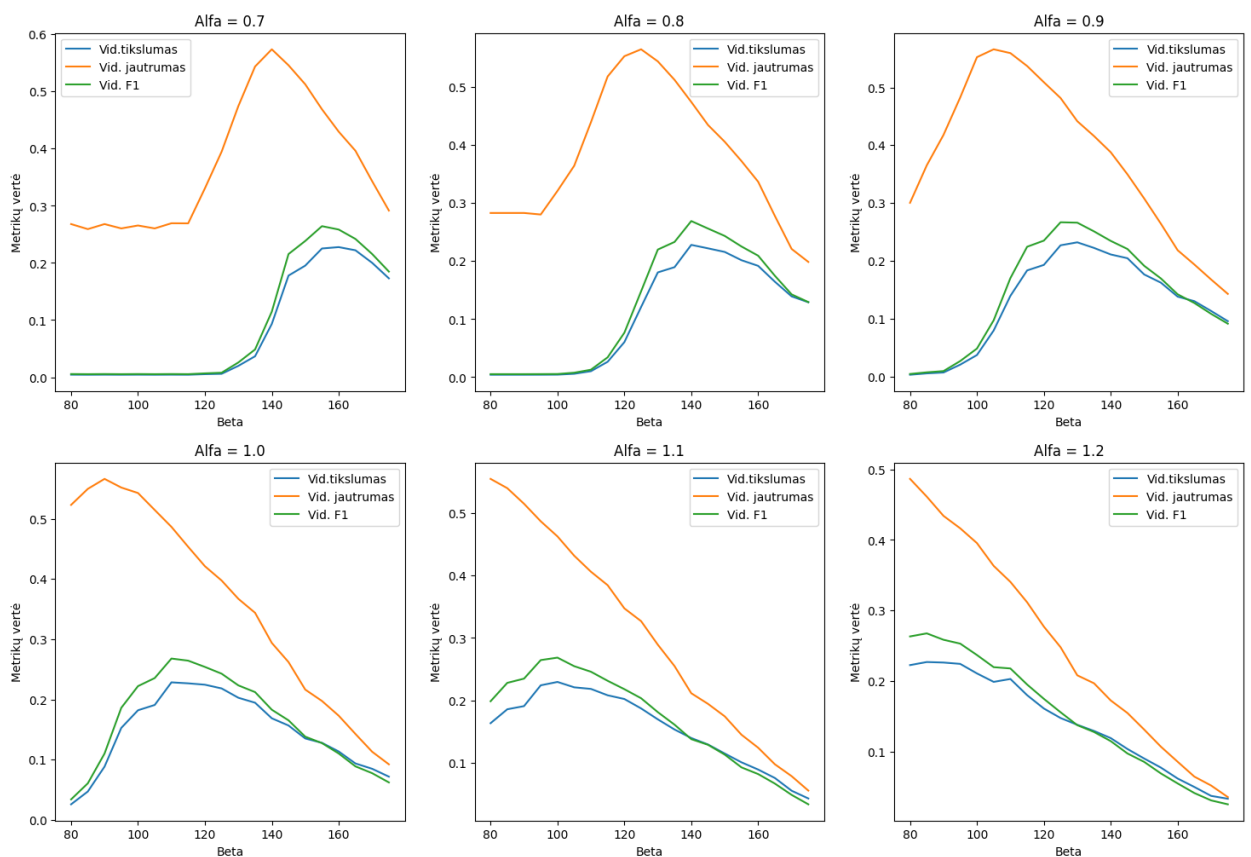 Alfa = 0.7
Vid.tikslumas
Vid. jautrumas
Vid. F1
Metrikų vertė
0.6
0.5
0.4
0.3
0.2
0.1
0.0
80 100 120 140 160
Beta
Alfa = 0.8
Vid.tikslumas
Vid. jautrumas
Vid. F1
Metrikų vertė
0.5
0.4
0.3
0.2
0.1
0.0
80 100 120 140 160
Beta
Alfa = 0.9
Vid.tikslumas
Vid. jautrumas
Vid. F1
Metrikų vertė
0.5
0.4
0.3
0.2
0.1
0.0
80 100 120 140 160
Beta
Alfa = 1.0
Vid.tikslumas
Vid. jautrumas
Vid. F1
Metrikų vertė
0.5
0.4
0.3
0.2
0.1
0.0
80 100 120 140 160
Beta
Alfa = 1.1
Vid.tikslumas
Vid. jautrumas
Vid. F1
Metrikų vertė
0.5
0.4
0.3
0.2
0.1
80 100 120 140 160
Beta
Alfa = 1.2
Vid.tikslumas
Vid. jautrumas
Vid. F1
Metrikų vertė
0.5
0.4
0.3
0.2
0.1
80 100 120 140 160
Beta